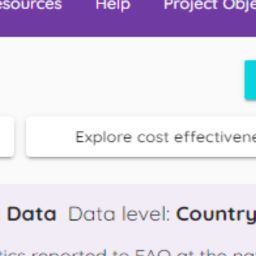 esources Help Project Obje
Explore cost effectivene
Data Data level: Country
tics reported to FAO at the na